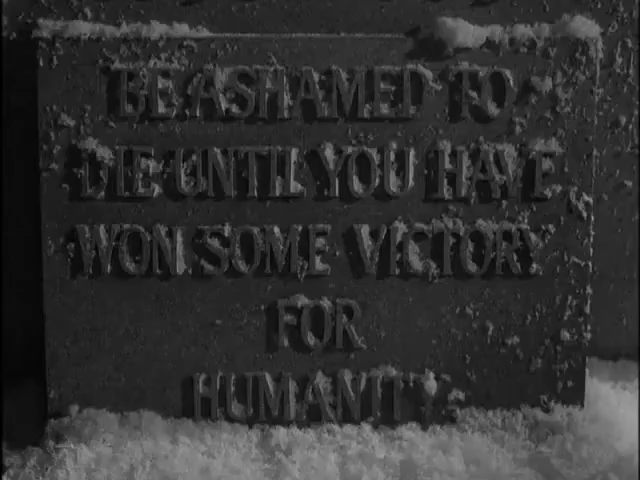 BE ASHAMED TO
DIE UNTIL YOU HAVE
WON SOME VICTORY
FOR
HUMANITY